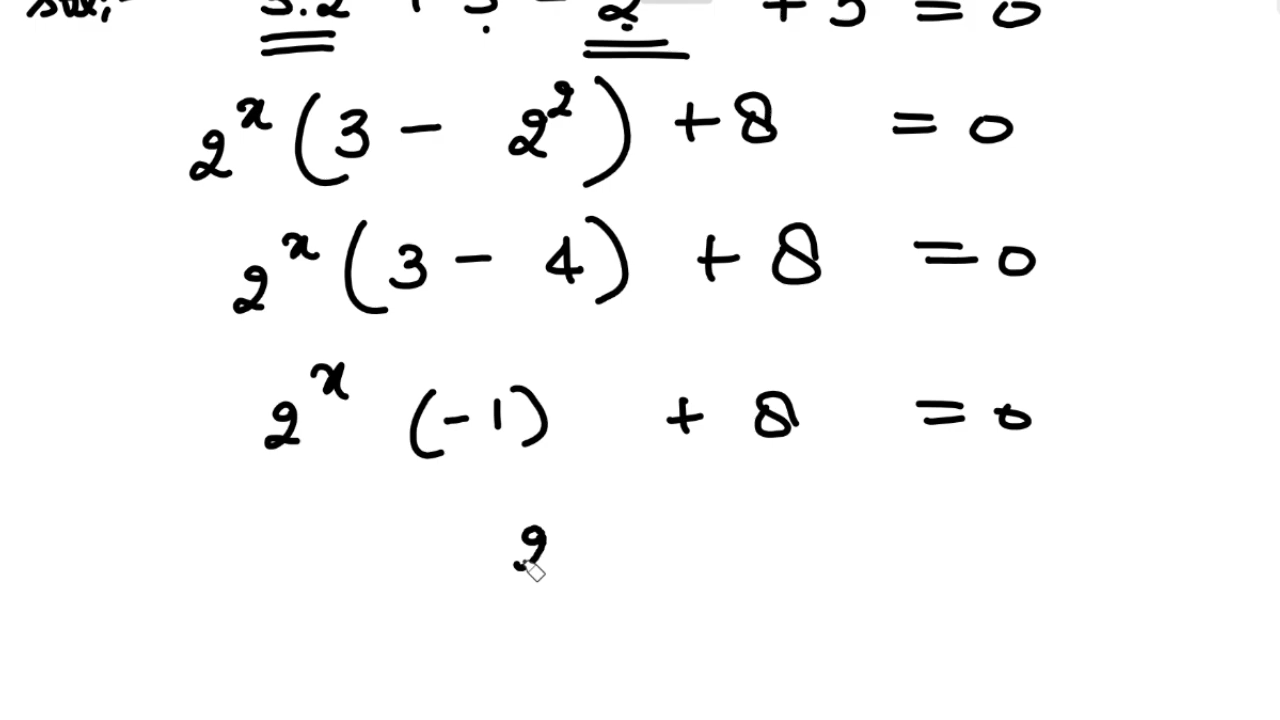 2^x (3 - 2^2) + 8 = 0
2^x (3 - 4) + 8 = 0
2^x (-1) + 8 = 0
2